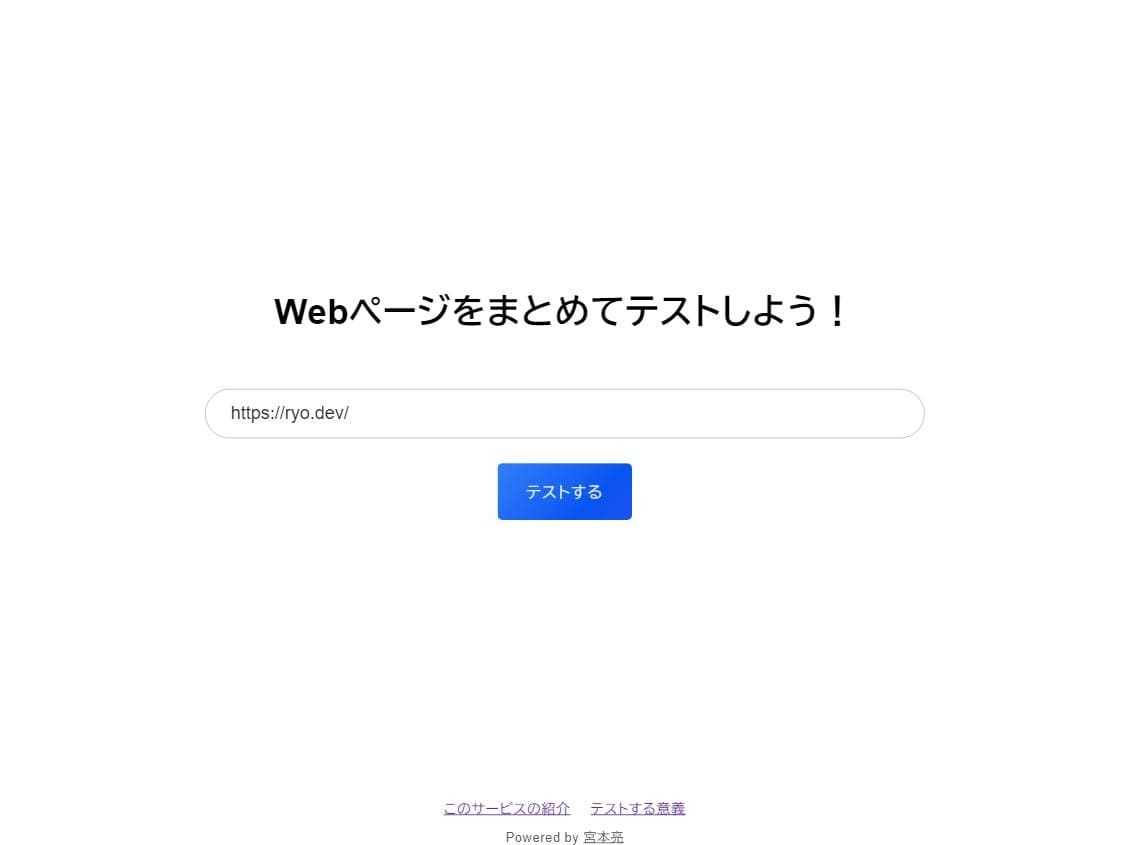 Webページをまとめてテストしよう！
https://ryo.dev/
テストする
このサービスの紹介 テストする意義
Powered by 宮本亮